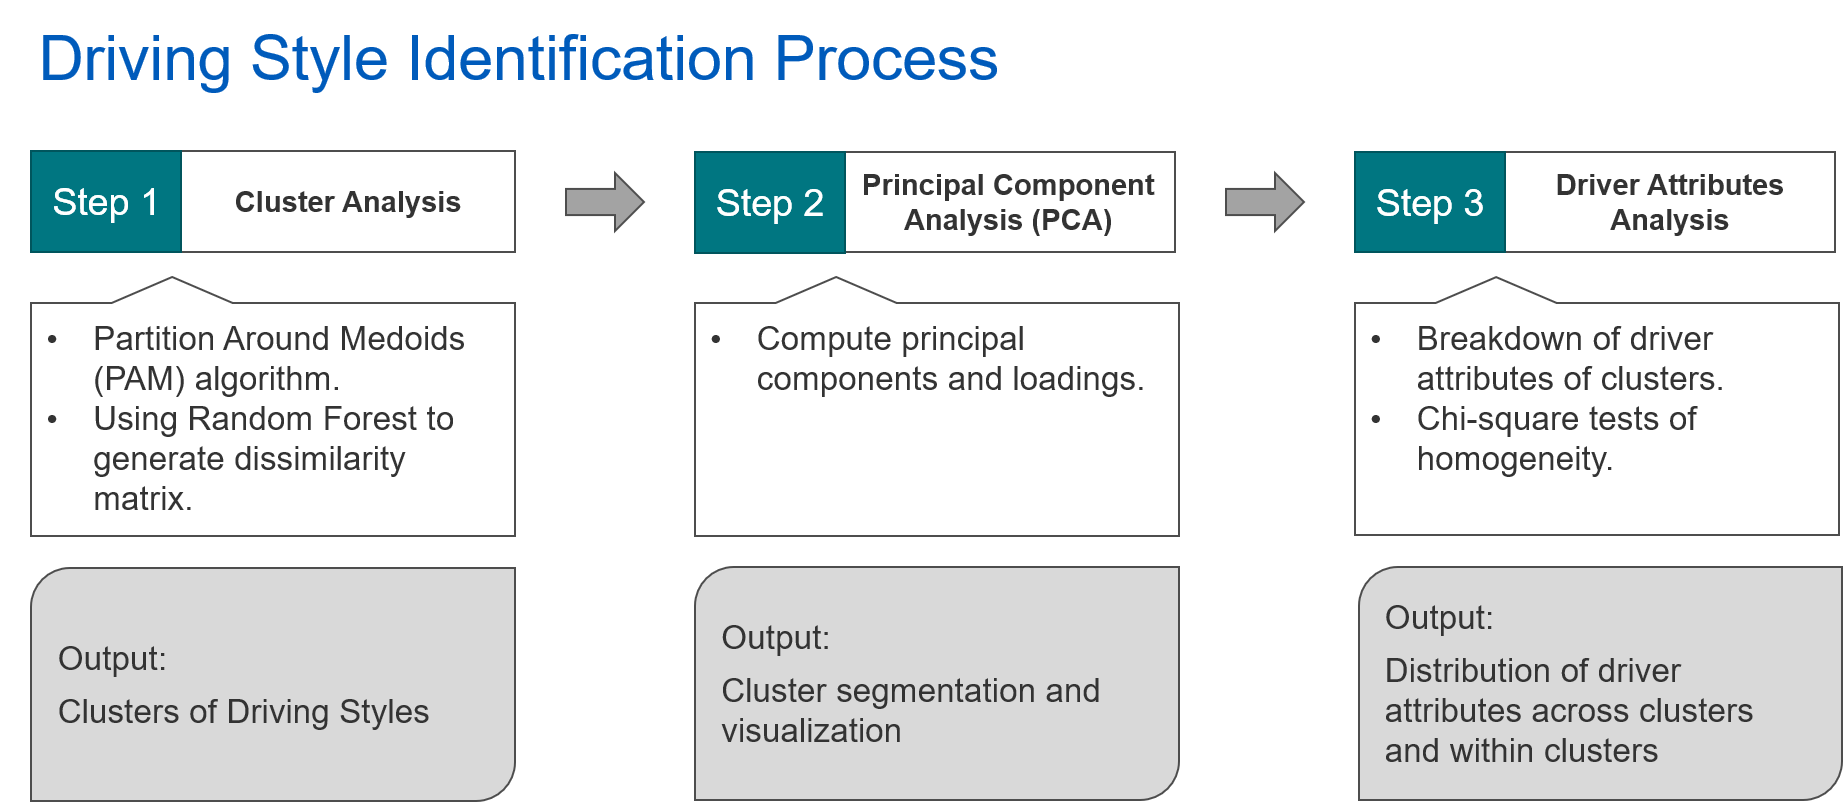 Driving Style Identification Process
Step 1
Cluster Analysis
Step 2
Principal Component
Analysis (PCA)
Step 3
Driver Attributes
Analysis
• Partition Around Medoids
(PAM) algorithm.
• Using Random Forest to
generate dissimilarity
matrix.
• Compute principal
components and loadings.
• Breakdown of driver
attributes of clusters.
• Chi-square tests of
homogeneity.
Output:
Clusters of Driving Styles
Output:
Cluster segmentation and
visualization
Output:
Distribution of driver
attributes across clusters
and within clusters